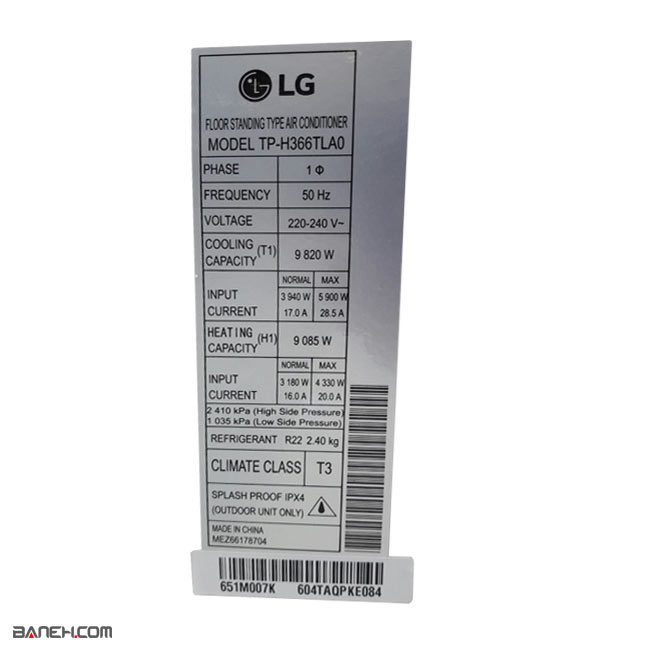 LG
FLOOR STANDING TYPE AIR CONDITIONER
MODEL TP-H366TLA0
PHASE 1 Φ
FREQUENCY 50 Hz
VOLTAGE 220-240 V~
COOLING CAPACITY (T1) 9 820 W
NORMAL MAX
INPUT 3 940 W 5 900 W
CURRENT 17.0 A 28.5 A
HEATING CAPACITY (H1) 9 085 W
NORMAL MAX
INPUT 3 180 W 4 330 W
CURRENT 16.0 A 20.0 A
2 410 kPa (High Side Pressure)
1 035 kPa (Low Side Pressure)
REFRIGERANT R22 2.40 kg
CLIMATE CLASS T3
SPLASH PROOF IPX4
(OUTDOOR UNIT ONLY)
MADE IN CHINA
MEZ66178704
651M007K 604TAQPKE084
BANEH.COM